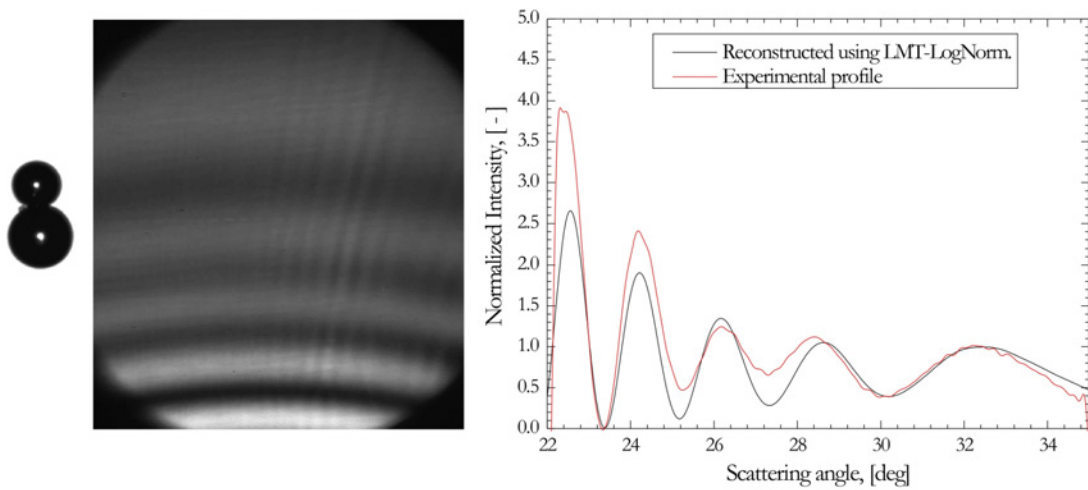 5.0
4.5
4.0
3.5
3.0
2.5
2.0
1.5
1.0
0.5
0.0
Normalized Intensity, [ - ]
Reconstructed using LMT-LogNorm.
Experimental profile
22 24 26 28 30 32 34
Scattering angle, [deg]